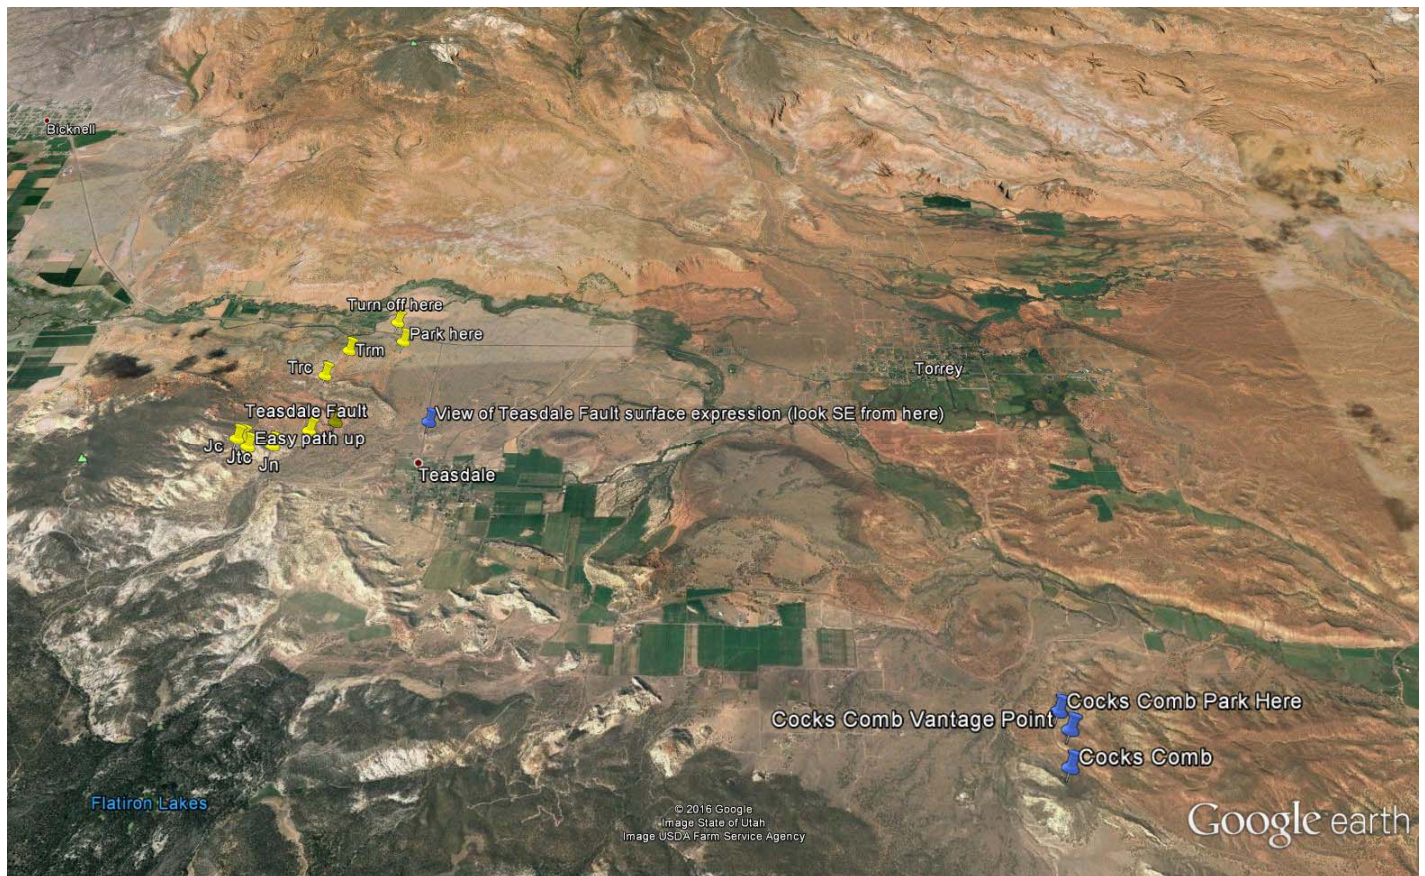 Bicknell
Turn off here
Park here
Trm
Trc
Torrey
Teasdale Fault
View of Teasdale Fault surface expression (look SE from here)
Easy path up
Jc
Jtc
Jn
Teasdale
Cocks Comb Park Here
Cocks Comb Vantage Point
Cocks Comb
Flatiron Lakes
© 2016 Google
Image State of Utah
Image USDA Farm Service Agency
Google earth